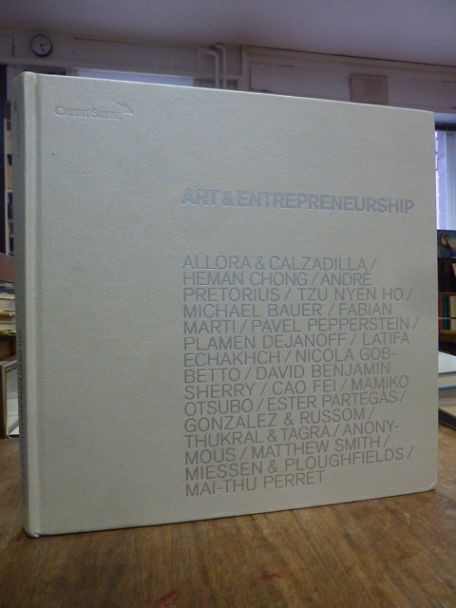 CREDIT SUISSE
ART & ENTREPRENEURSHIP
ALLORA & CALZADILLA /
HEMAN CHONG / ANDRÉ
PRETORIUS / TZU NYEN HO /
MICHAEL BAUER / FABIAN
MARTI / PAVEL PEPPERSTEIN /
PLAMEN DEJANOFF / LATIFA
ECHAKHCH / NICOLA GOB-
BETTO / DAVID BENJAMIN
SHERRY / CAO FEI / MAMIKO
OTSUBO / ESTER PARTEGÀS /
GONZALEZ & RUSSOM /
THUKRAL & TAGRA / ANONY-
MOUS / MATTHEW SMITH /
MIESSEN & PLOUGHFIELDS /
MAI-THU PERRET